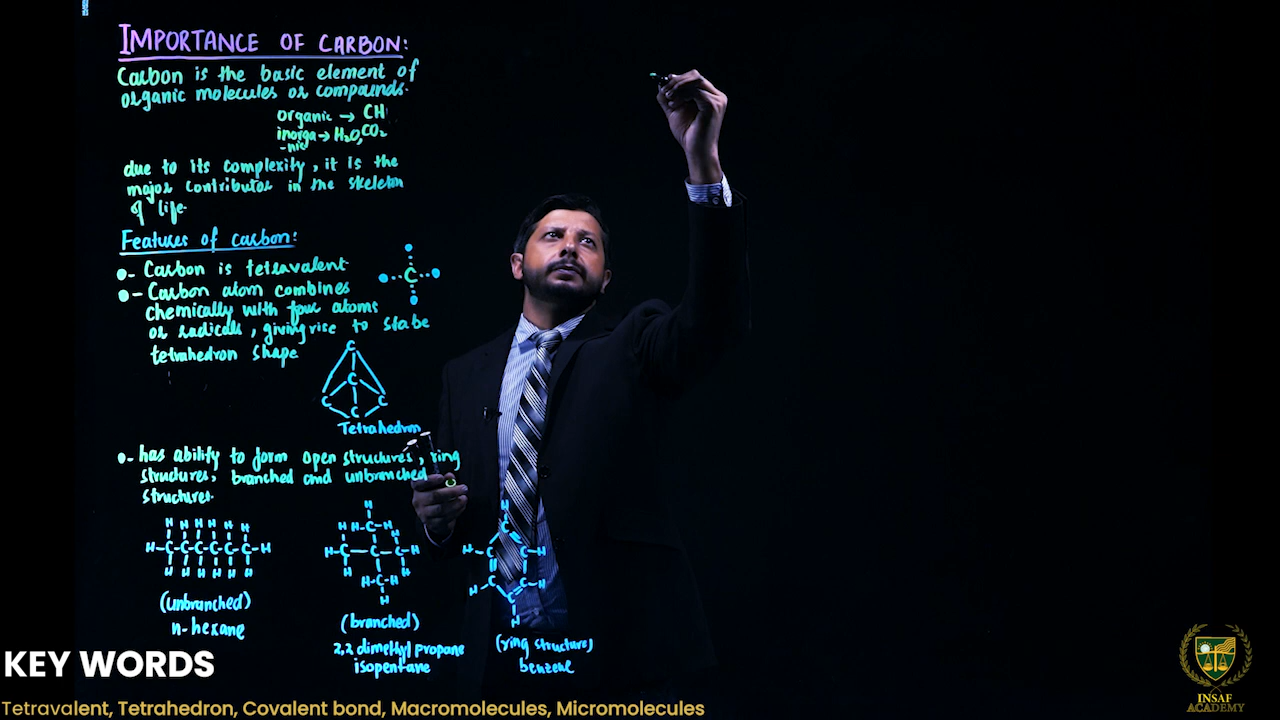 IMPORTANCE OF CARBON:
Carbon is the basic element of
organic molecules or compounds.
organic → CH
inorga → H₂O, CO₂
-nic
due to its complexity, it is the
major contributor in the skeleton
of life.
Features of carbon:
- Carbon is tetravalent.
C
- Carbon atom combines
chemically with four atoms
or radicals, giving rise to stabe
tetrahedron shape
C
C
C C
C
Tetrahedron
- has ability to form open structures, ring
structures, branched and unbranched
structures.
H H H H H H
H-C-C-C-C-C-C-H
H H H H H H
(unbranched)
n-hexane
H
H H-C-H H
H-C-C-C-H
H H-C-H H
H
(branched)
2,2 dimethyl propane
isopentane
H
C
H-C C-H
H-C C-H
C
H
(ring structure)
benzene
KEY WORDS
Tetravalent, Tetrahedron, Covalent bond, Macromolecules, Micromolecules
INSAF
ACADEMY